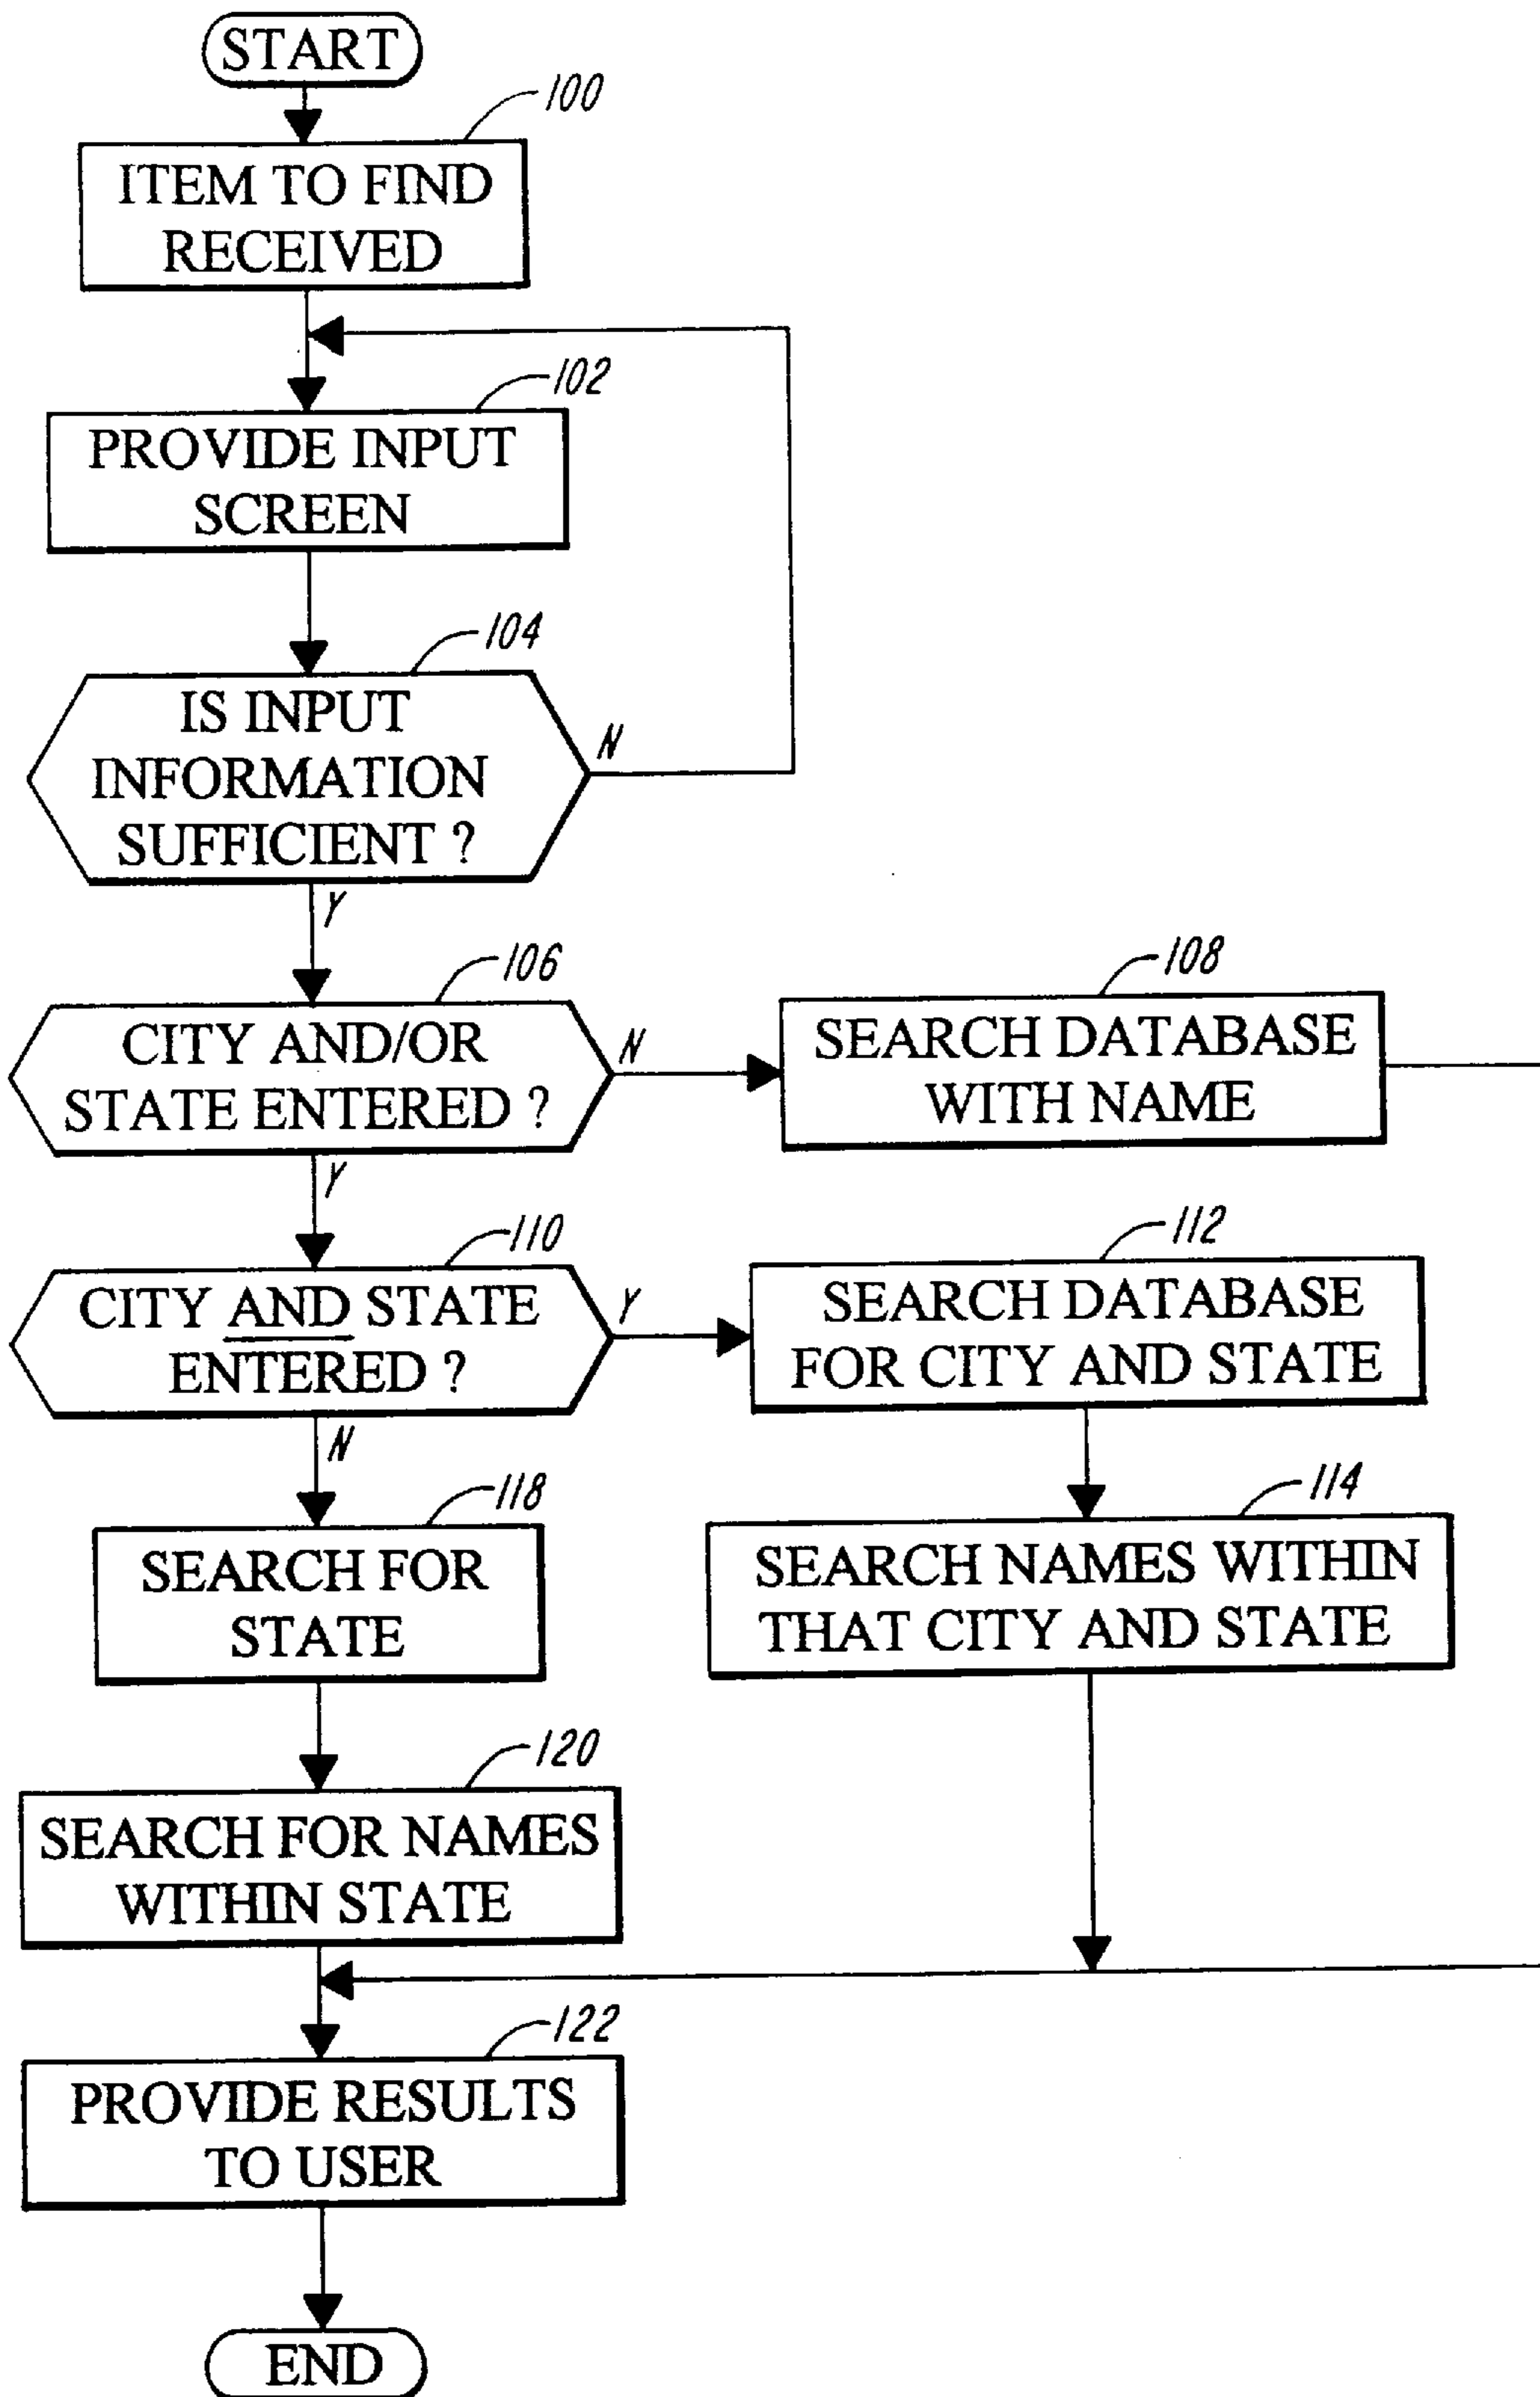 START
100
ITEM TO FIND
RECEIVED
102
PROVIDE INPUT
SCREEN
104
IS INPUT
INFORMATION
SUFFICIENT ?
N
Y
106
CITY AND/OR
STATE ENTERED ?
N
108
SEARCH DATABASE
WITH NAME
Y
110
CITY AND STATE
ENTERED ?
Y
112
SEARCH DATABASE
FOR CITY AND STATE
N
118
SEARCH FOR
STATE
114
SEARCH NAMES WITHIN
THAT CITY AND STATE
120
SEARCH FOR NAMES
WITHIN STATE
122
PROVIDE RESULTS
TO USER
END